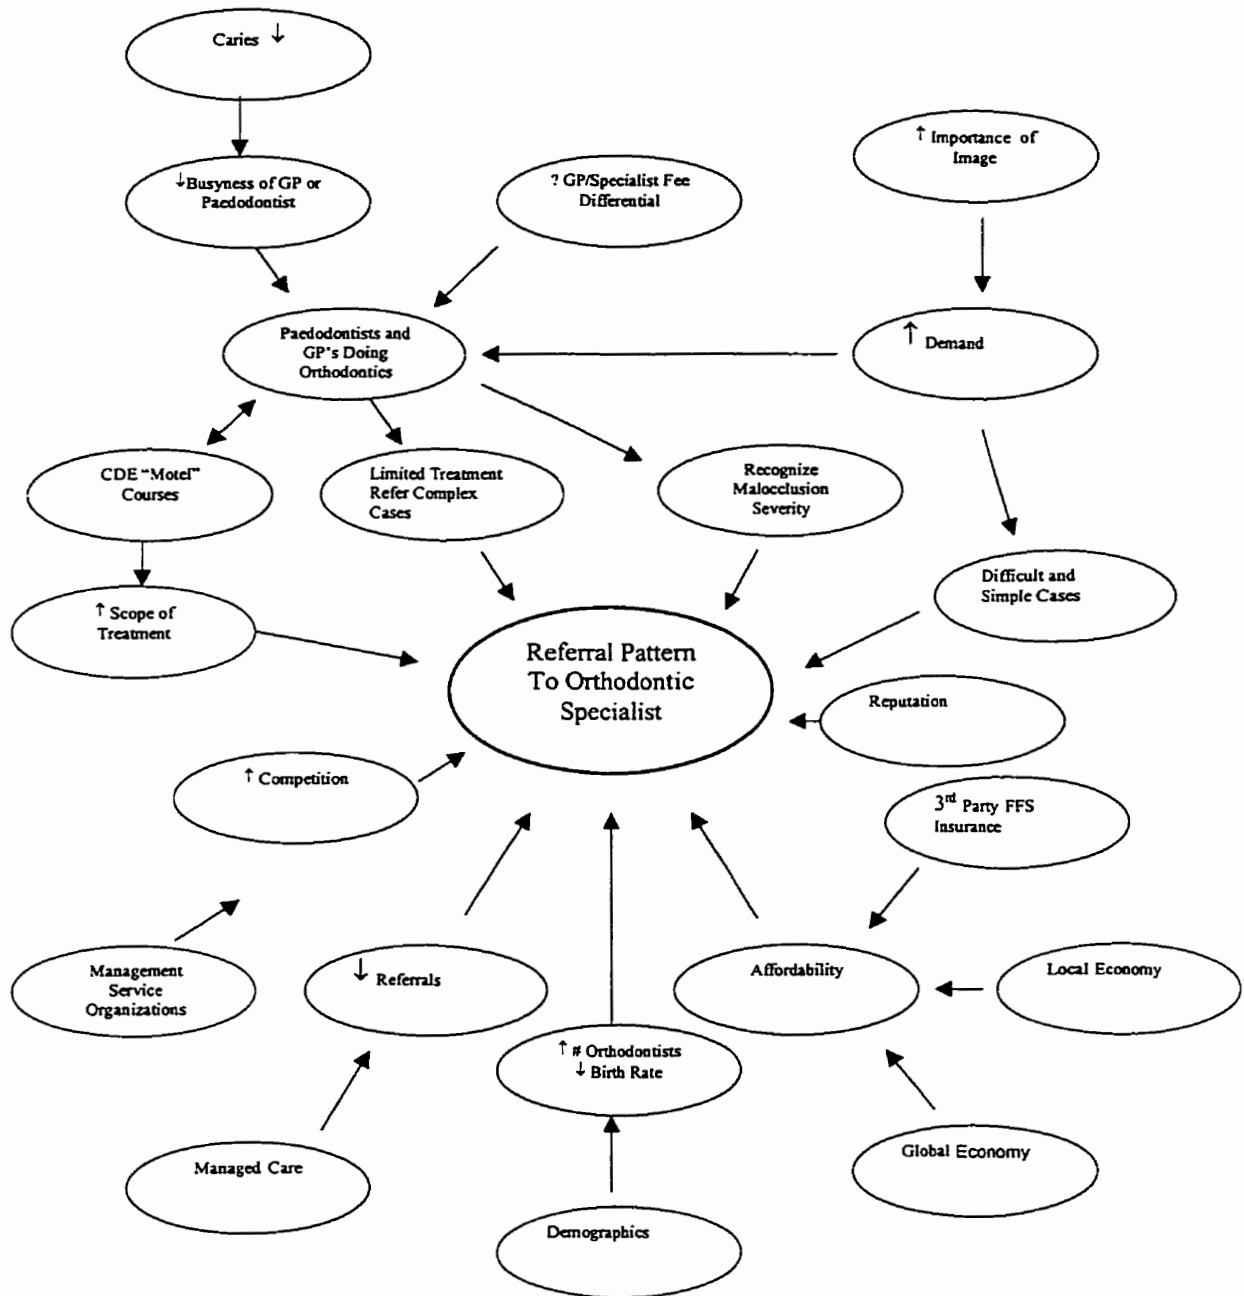 Caries ↓
↑ Importance of
Image
↓Busyness of GP or
Paedodontist
? GP/Specialist Fee
Differential
Paedodontists and
GP's Doing
Orthodontics
↑ Demand
CDE "Motel"
Courses
Limited Treatment
Refer Complex
Cases
Recognize
Malocclusion
Severity
Difficult and
Simple Cases
↑ Scope of
Treatment
Referral Pattern
To Orthodontic
Specialist
Reputation
↑ Competition
3rd Party FFS
Insurance
Management
Service
Organizations
↓ Referrals
Affordability
Local Economy
↑ # Orthodontists
↓ Birth Rate
Managed Care
Global Economy
Demographics